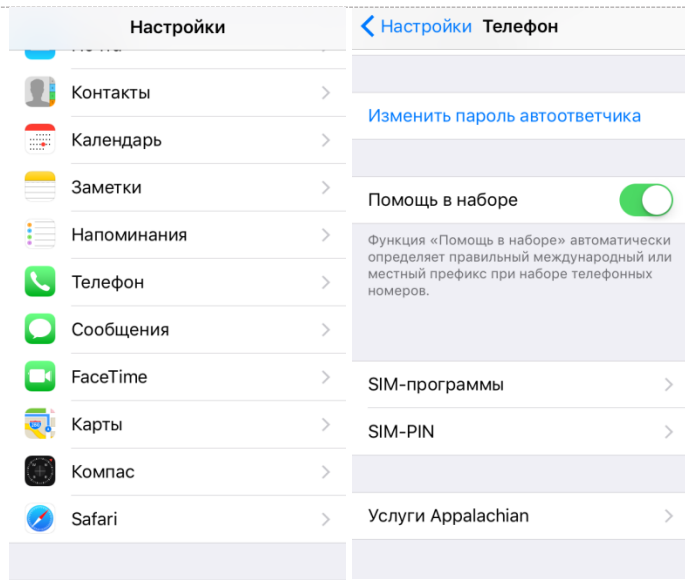 Настройки
Контакты
Календарь
Заметки
Напоминания
Телефон
Сообщения
FaceTime
Карты
Компас
Safari
Настройки Телефон
Изменить пароль автоответчика
Помощь в наборе
Функция «Помощь в наборе» автоматически
определяет правильный международный или
местный префикс при наборе телефонных
номеров.
SIM-программы
SIM-PIN
Услуги Appalachian